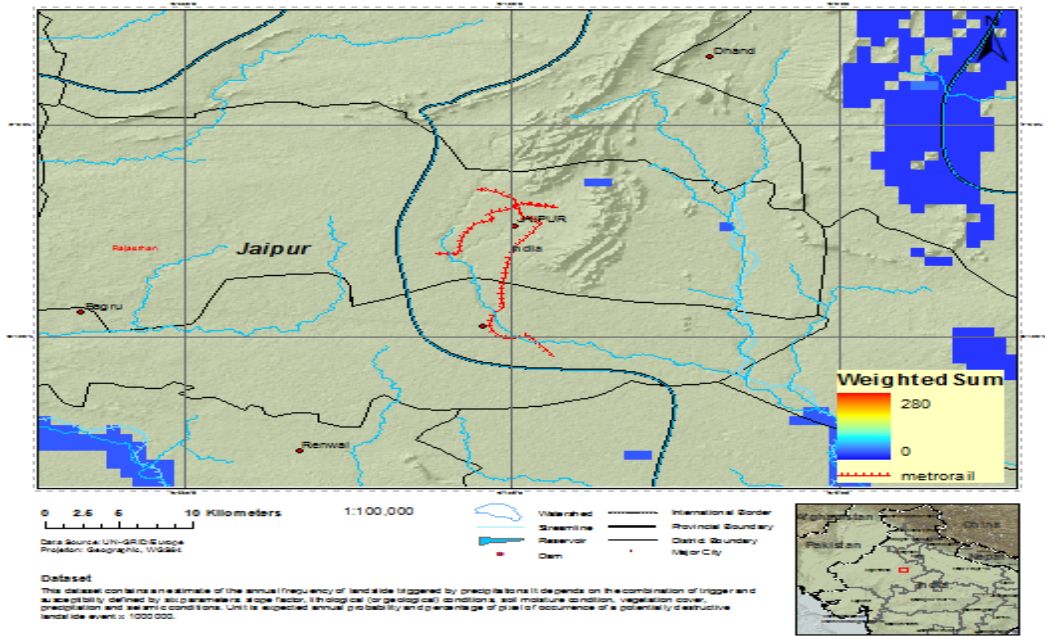 N
Dhand
JAIPUR
India
Rajasthan
Jaipur
Bagru
Renwal
Weighted Sum
280
0
metrorail
0 2.5 5 10 Kilometers
1:100,000
Watershed
Streamline
Reservoir
Dam
International Border
Provincial Boundary
District Boundary
Major City
Data Source: UN-GRID/Europe
Projetion: Geographic, WGS84
Dataset
This dataset contains an estimate of the annual frequency of landslide triggered by precipitations. It depends on the combination of trigger and
susceptibility defined by six parameters: slope factor, lithological (or geological) conditions, soil moisture condition, vegetation cover,
precipitation and seismic conditions. Unit is expected annual probability and percentage of pixel of occurrence of a potentially destructive
landslide event x 1000000.
Afghanistan
China
Pakistan
Nepal
India